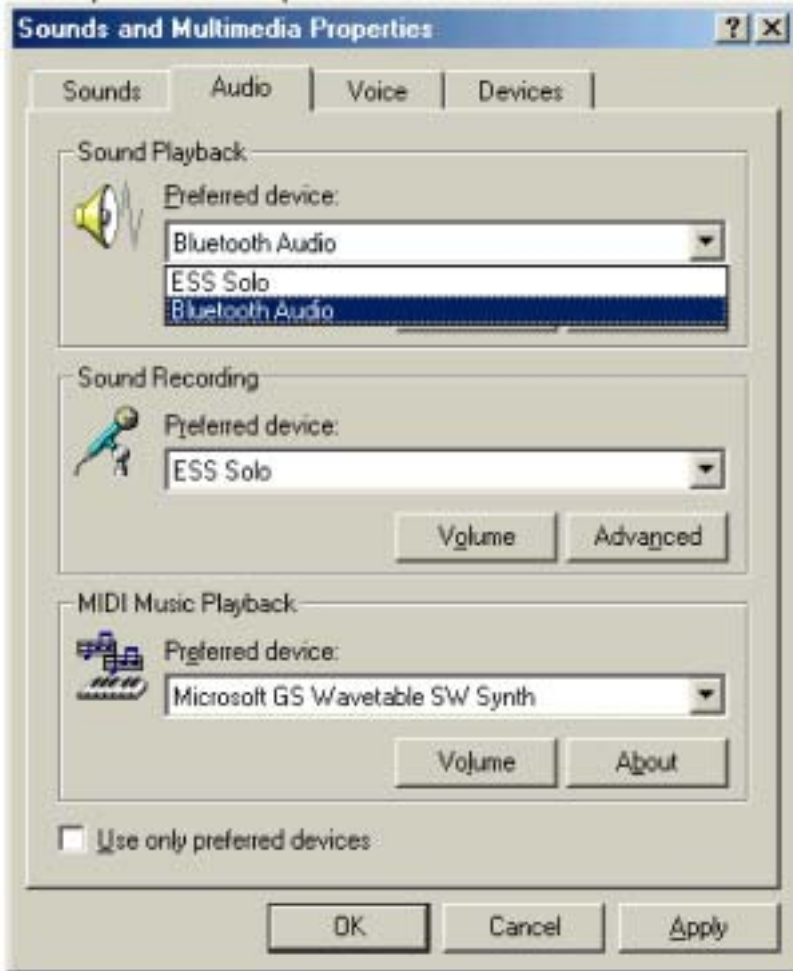 Sounds and Multimedia Properties
Sounds Audio Voice Devices
Sound Playback
Preferred device:
Bluetooth Audio
ESS Solo
Bluetooth Audio
Sound Recording
Preferred device:
ESS Solo
Volume Advanced
MIDI Music Playback
Preferred device:
Microsoft GS Wavetable SW Synth
Volume About
Use only preferred devices
OK Cancel Apply